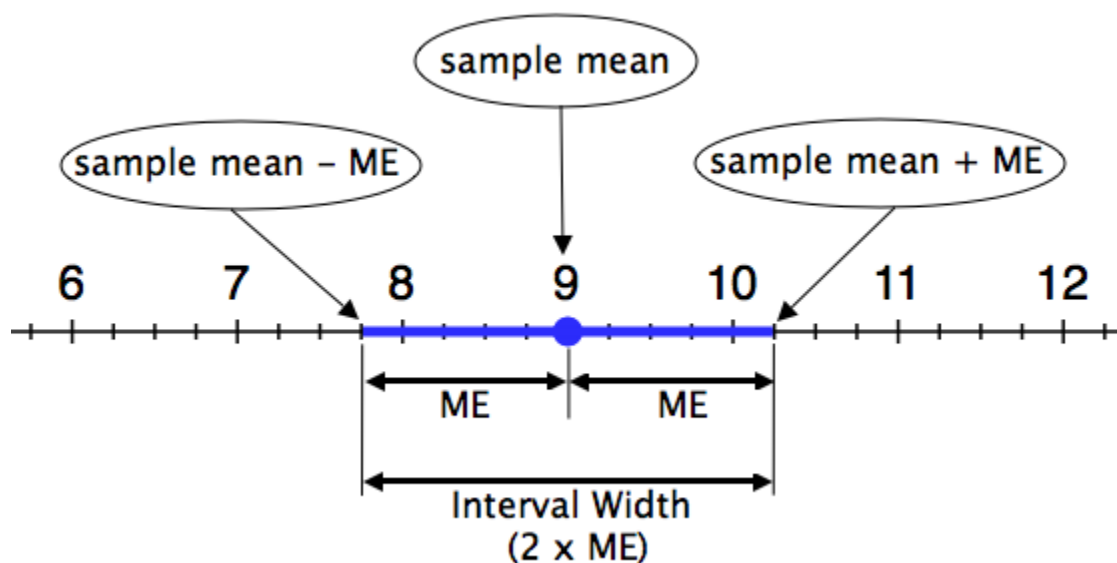 sample mean
sample mean – ME
sample mean + ME
6 7 8 9 10 11 12
ME ME
Interval Width
(2 x ME)